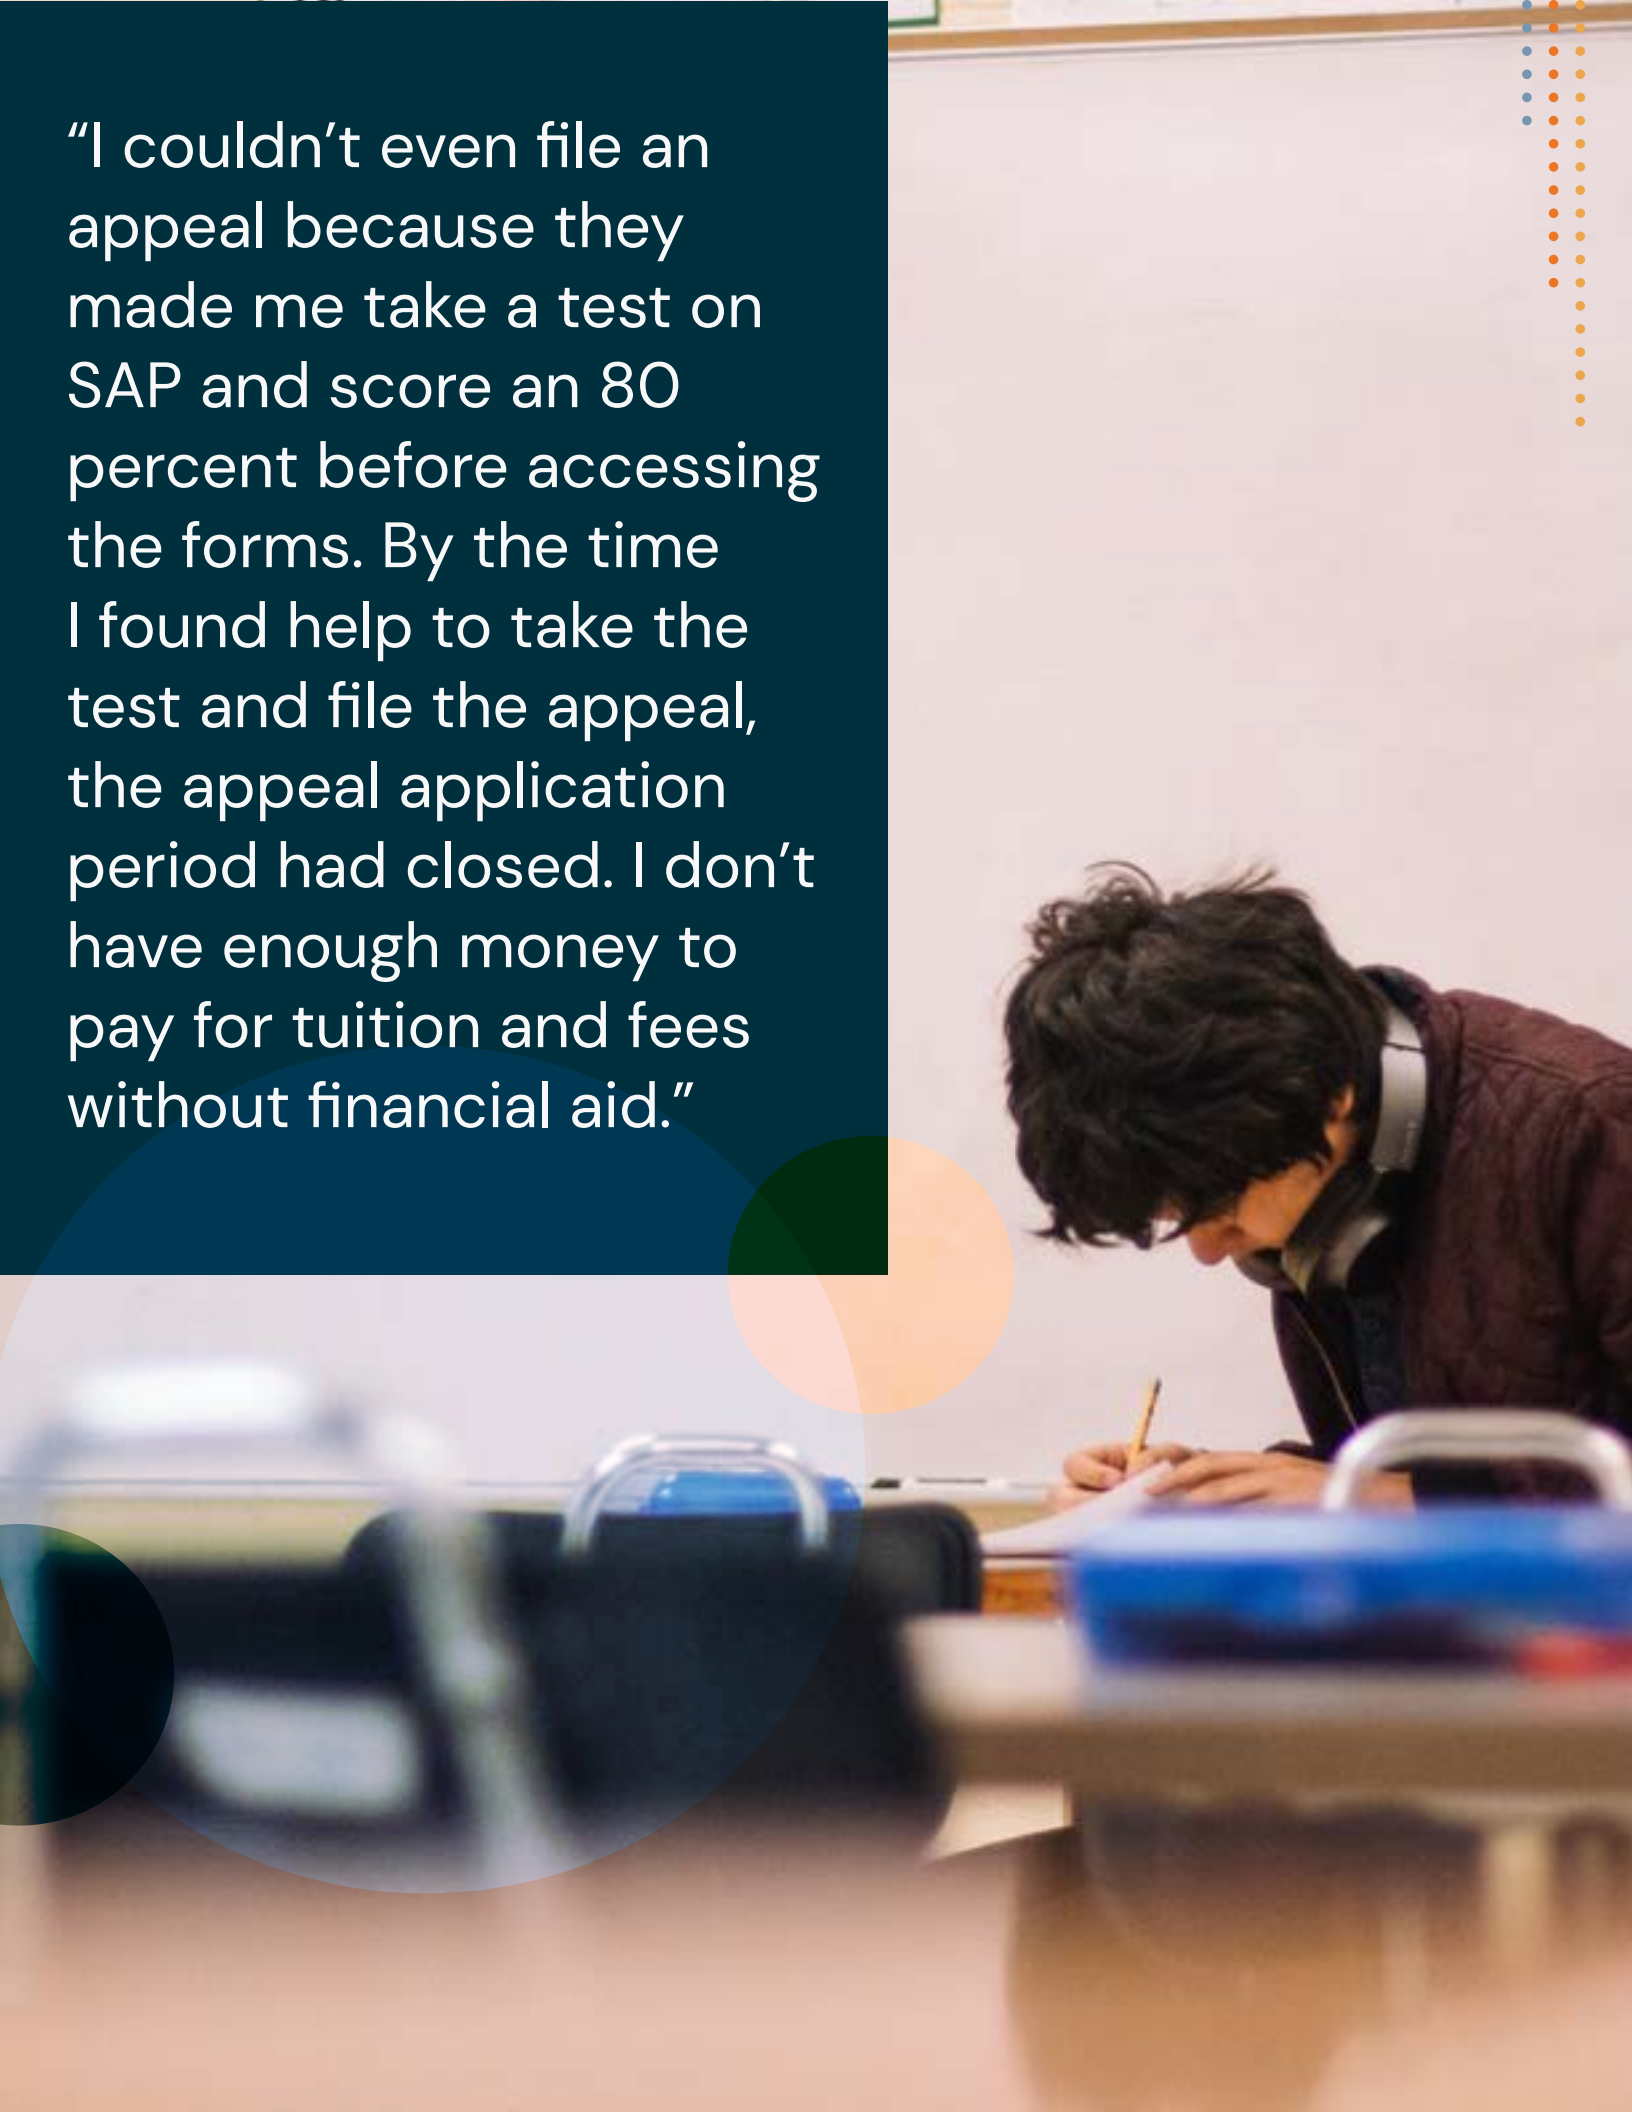 “I couldn’t even file an
appeal because they
made me take a test on
SAP and score an 80
percent before accessing
the forms. By the time
I found help to take the
test and file the appeal,
the appeal application
period had closed. I don’t
have enough money to
pay for tuition and fees
without financial aid.”